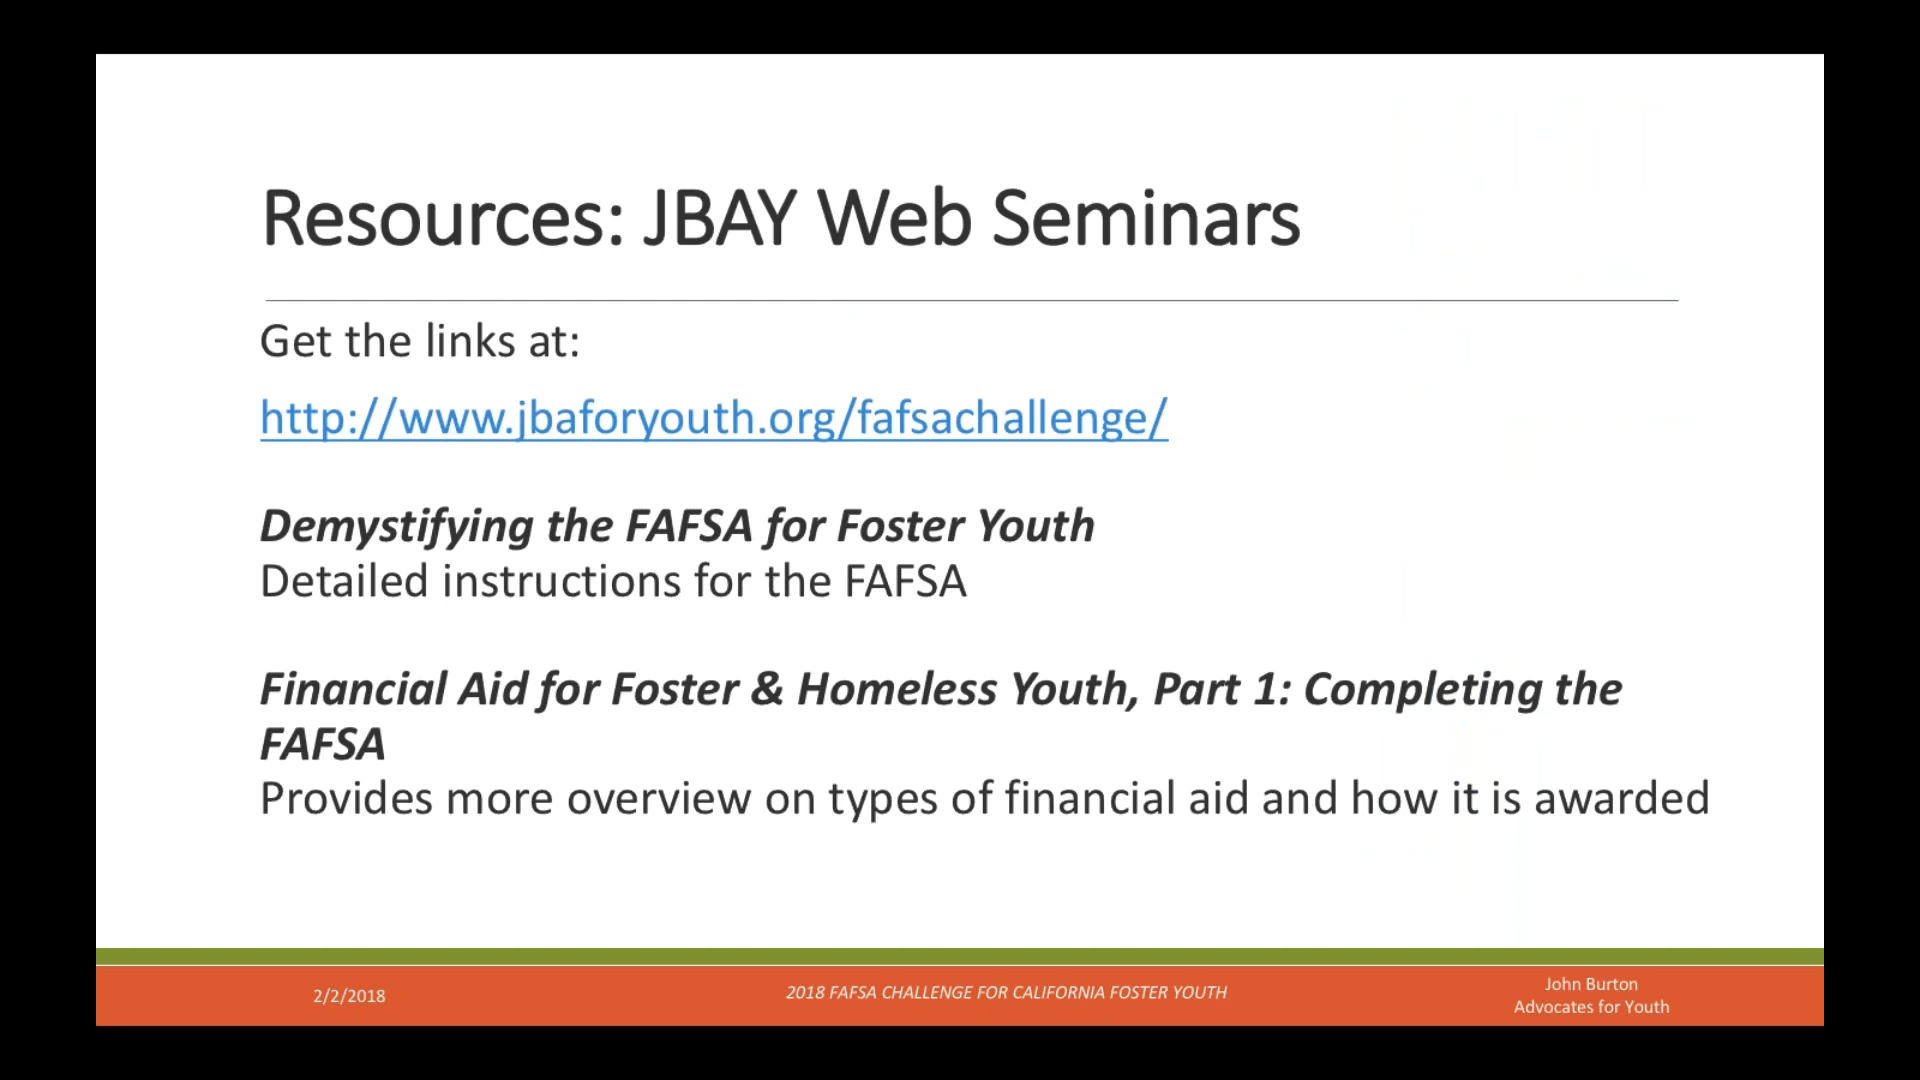 Resources: JBAY Web Seminars
Get the links at:
http://www.jbaforyouth.org/fafsachallenge/
Demystifying the FAFSA for Foster Youth
Detailed instructions for the FAFSA
Financial Aid for Foster & Homeless Youth, Part 1: Completing the
FAFSA
Provides more overview on types of financial aid and how it is awarded
2/2/2018
2018 FAFSA CHALLENGE FOR CALIFORNIA FOSTER YOUTH
John Burton
Advocates for Youth